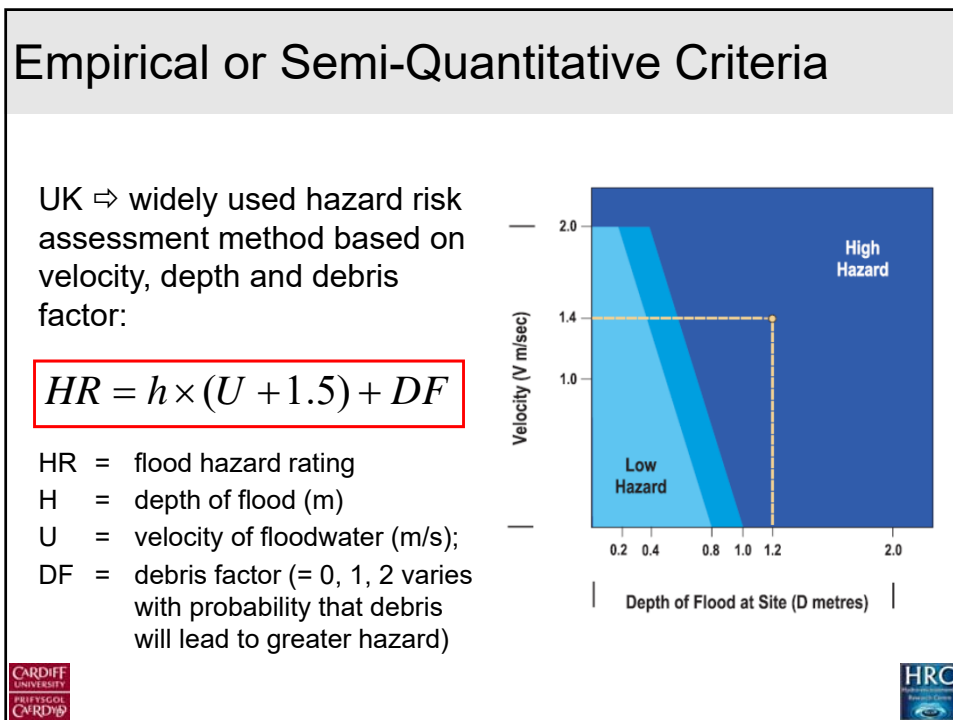 Empirical or Semi-Quantitative Criteria
UK ⇨ widely used hazard risk
assessment method based on
velocity, depth and debris
factor:
HR = h × (U + 1.5) + DF
HR = flood hazard rating
H = depth of flood (m)
U = velocity of floodwater (m/s);
DF = debris factor (= 0, 1, 2 varies
with probability that debris
will lead to greater hazard)
2.0
1.4
1.0
Velocity (V m/sec)
High
Hazard
Low
Hazard
0.2 0.4 0.8 1.0 1.2 2.0
Depth of Flood at Site (D metres)
CARDIFF
UNIVERSITY
PRIFYSGOL
CAERDYDD
HRC